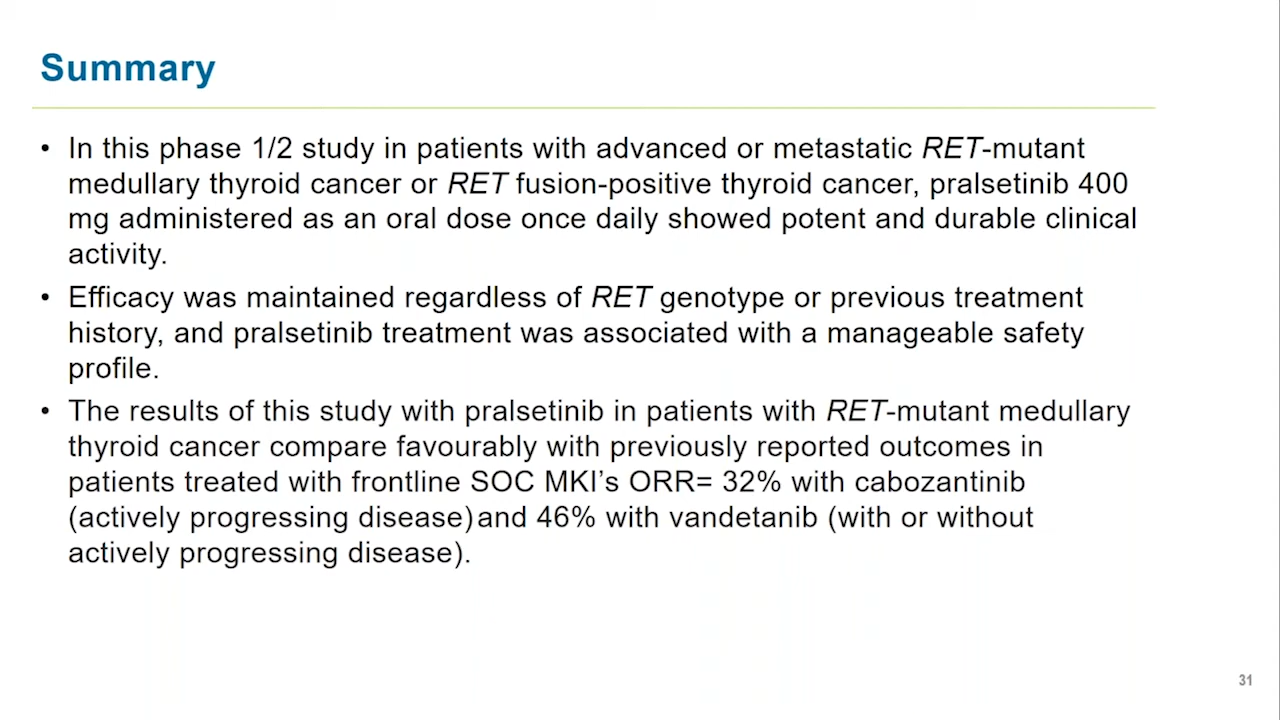 Summary
• In this phase 1/2 study in patients with advanced or metastatic RET-mutant
medullary thyroid cancer or RET fusion-positive thyroid cancer, pralsetinib 400
mg administered as an oral dose once daily showed potent and durable clinical
activity.
• Efficacy was maintained regardless of RET genotype or previous treatment
history, and pralsetinib treatment was associated with a manageable safety
profile.
• The results of this study with pralsetinib in patients with RET-mutant medullary
thyroid cancer compare favourably with previously reported outcomes in
patients treated with frontline SOC MKI's ORR= 32% with cabozantinib
(actively progressing disease) and 46% with vandetanib (with or without
actively progressing disease).
31